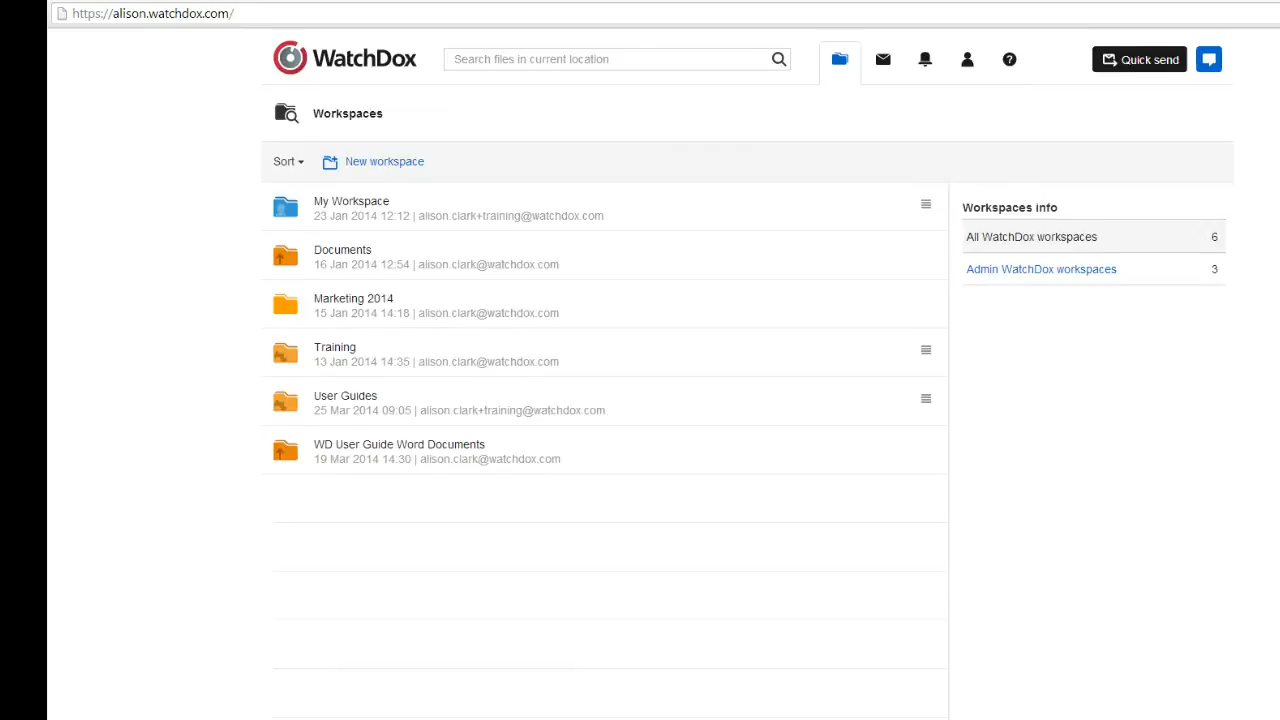 https://alison.watchdox.com/
WatchDox
Search files in current location
Quick send
Workspaces
Sort
New workspace
My Workspace
23 Jan 2014 12:12 | alison.clark+training@watchdox.com
Documents
16 Jan 2014 12:54 | alison.clark@watchdox.com
Marketing 2014
15 Jan 2014 14:18 | alison.clark@watchdox.com
Training
13 Jan 2014 14:35 | alison.clark@watchdox.com
User Guides
25 Mar 2014 09:05 | alison.clark+training@watchdox.com
WD User Guide Word Documents
19 Mar 2014 14:30 | alison.clark@watchdox.com
Workspaces info
All WatchDox workspaces 6
Admin WatchDox workspaces 3